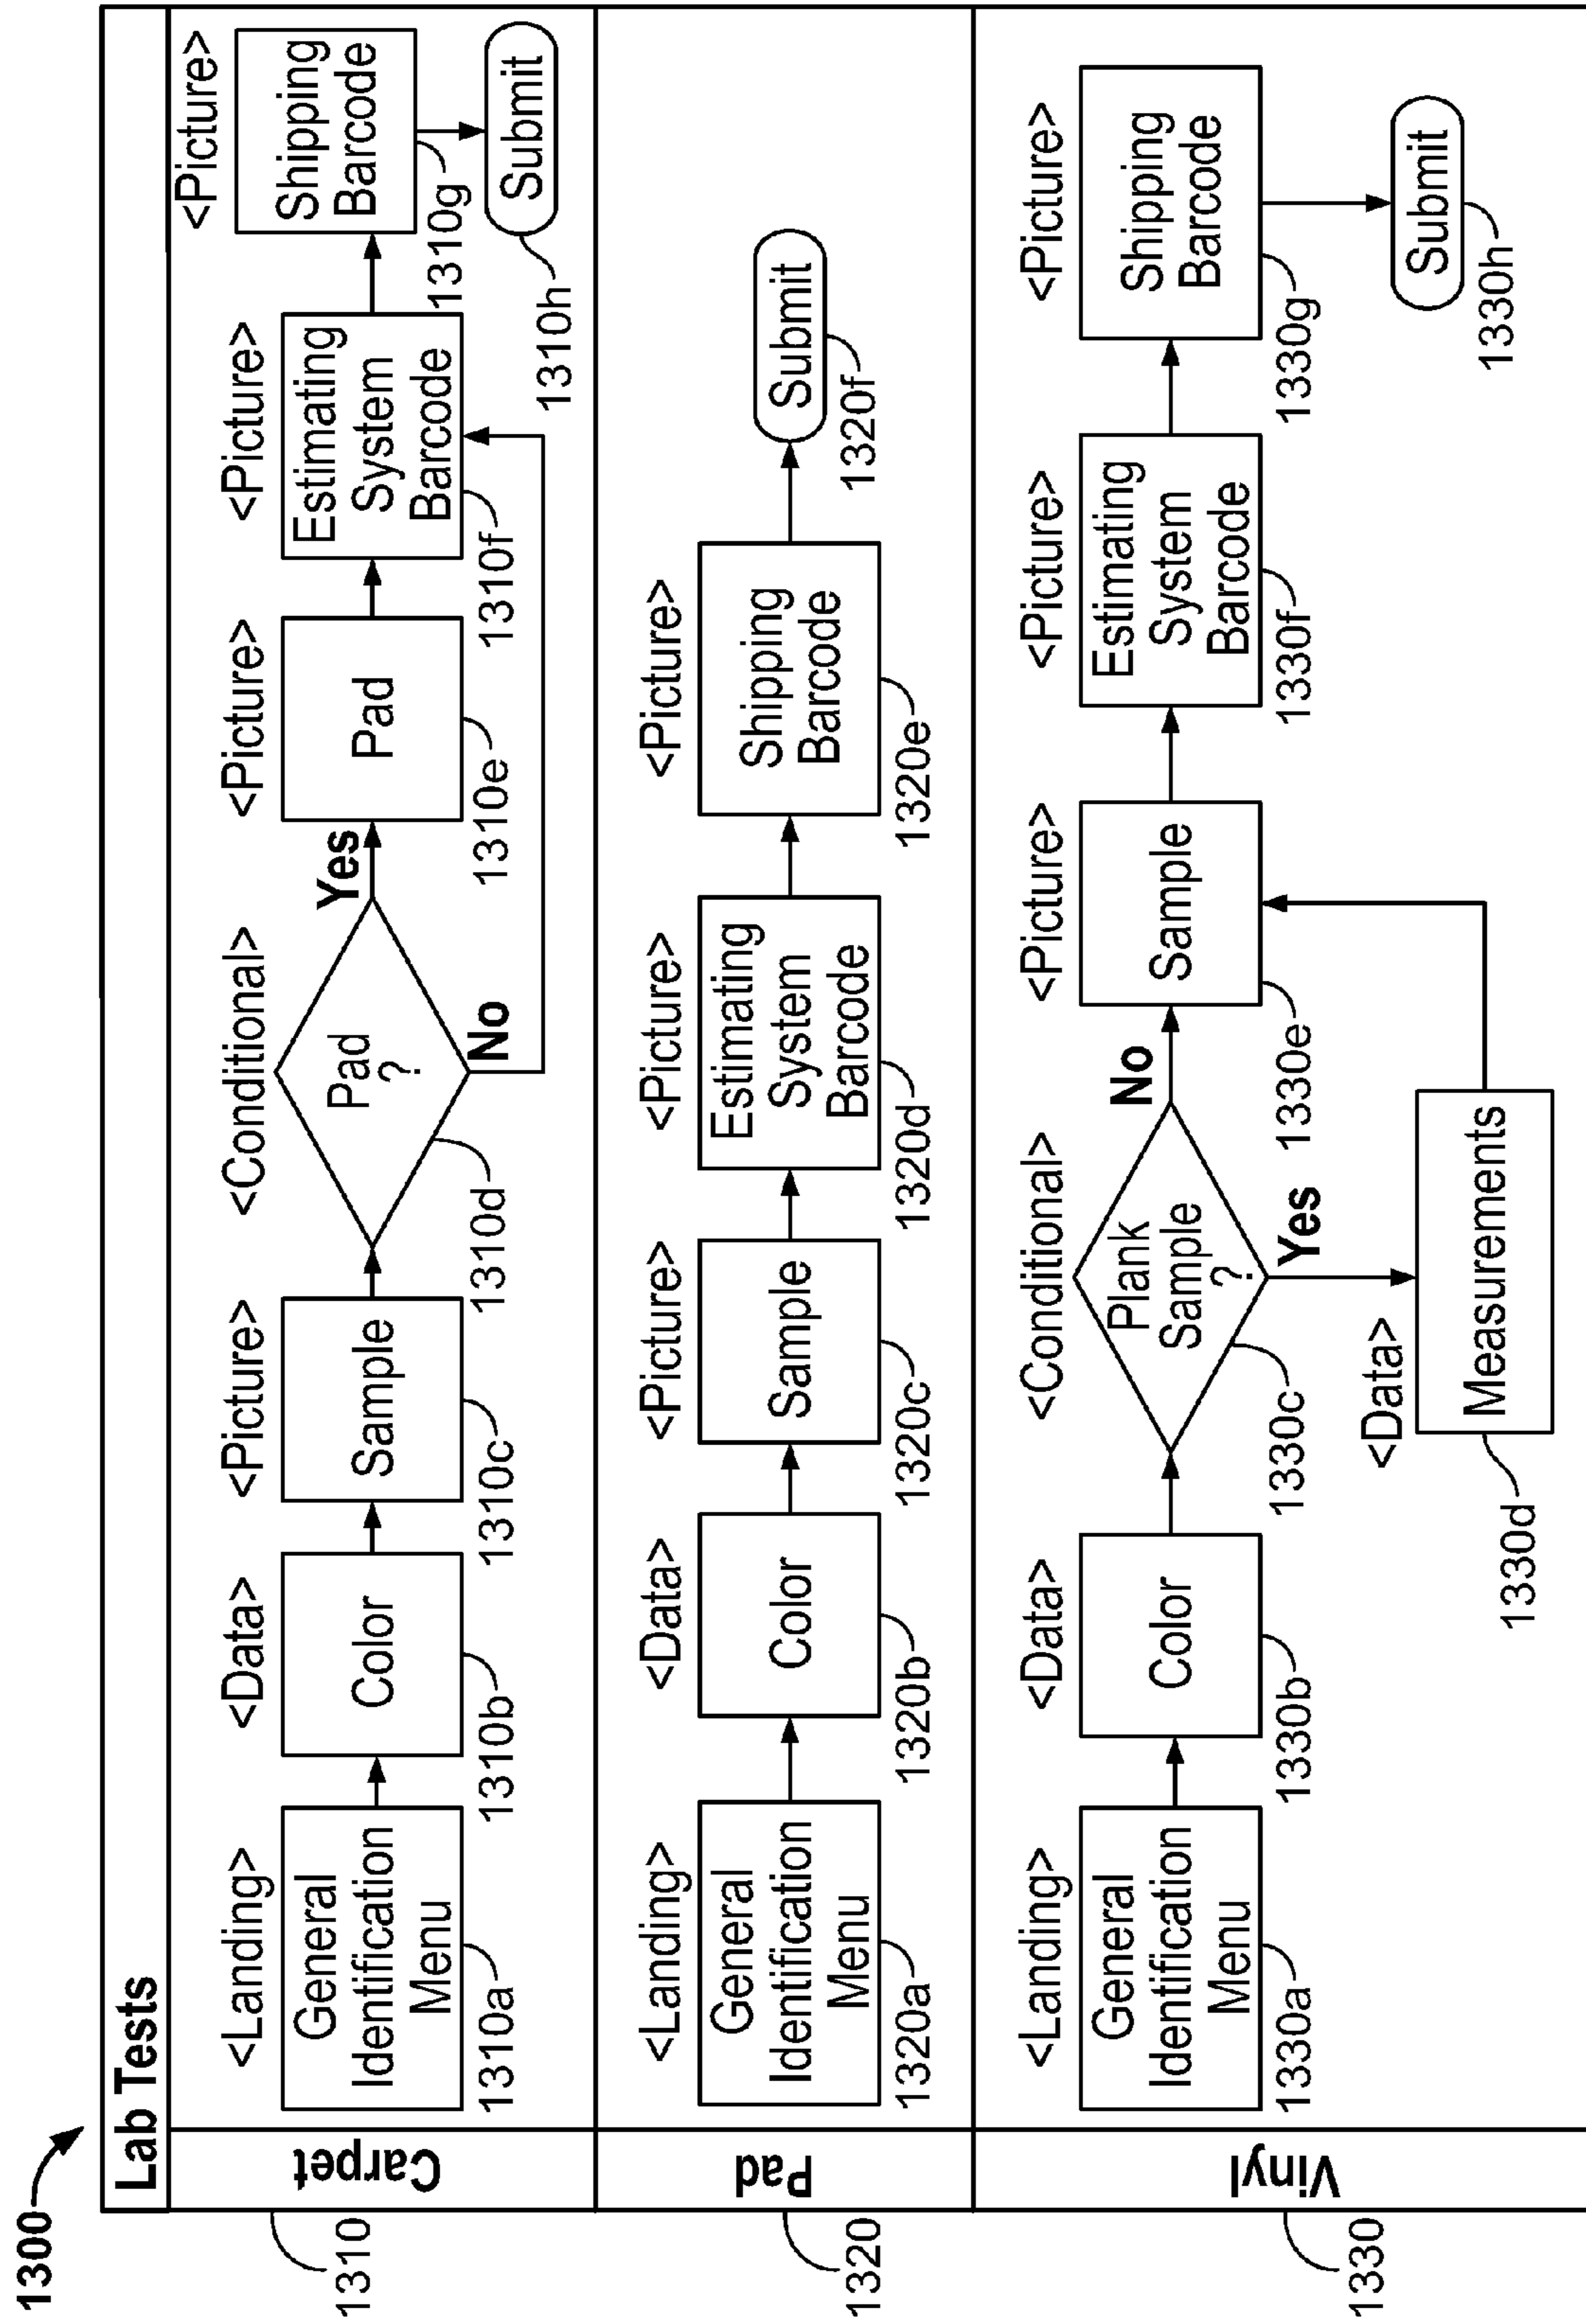 1300
Lab Tests
Carpet
1310
<Landing>
General
Identification
Menu
1310a
<Data>
Color
1310b
<Picture>
Sample
1310c
<Conditional>
Pad
?
1310d
Yes
No
<Picture>
Pad
1310e
<Picture>
Estimating
System
Barcode
1310f
<Picture>
Shipping
Barcode
1310g
Submit
1310h
Pad
1320
<Landing>
General
Identification
Menu
1320a
<Data>
Color
1320b
<Picture>
Sample
1320c
<Picture>
Estimating
System
Barcode
1320d
<Picture>
Shipping
Barcode
1320e
Submit
1320f
Vinyl
1330
<Landing>
General
Identification
Menu
1330a
<Data>
Color
1330b
<Conditional>
Plank
Sample
?
1330c
No
Yes
<Data>
Measurements
1330d
<Picture>
Sample
1330e
<Picture>
Estimating
System
Barcode
1330f
<Picture>
Shipping
Barcode
1330g
Submit
1330h